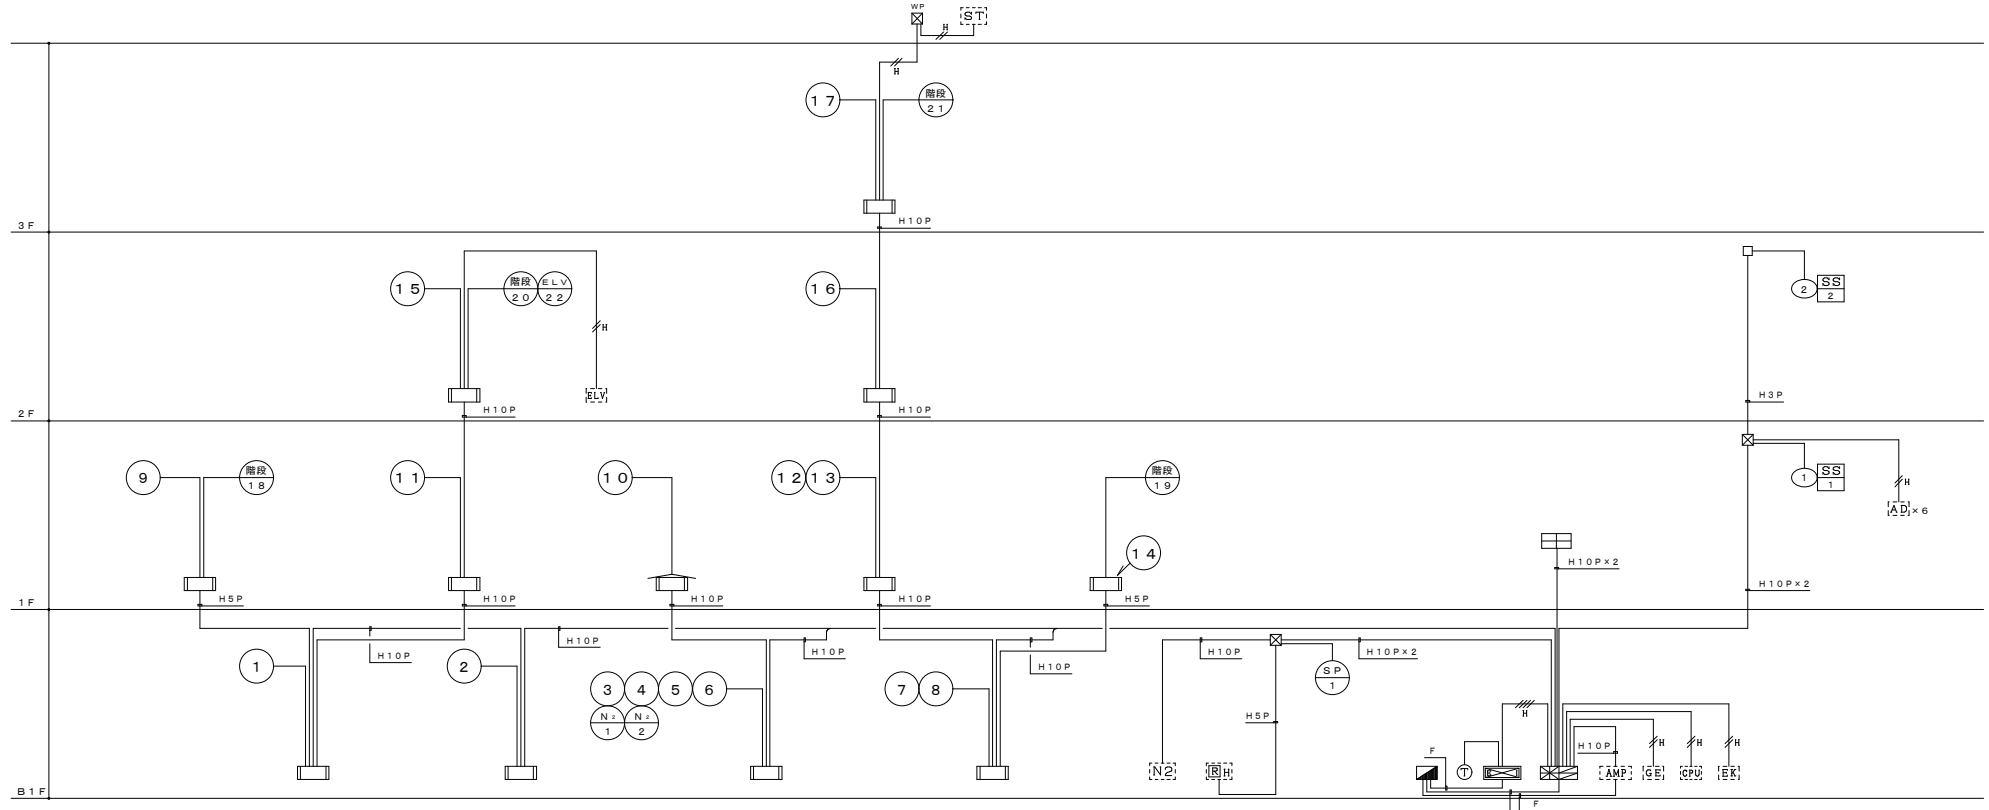 WP
ST
H
H
17
階段
21
H10P
3F
15
階段
20
ELV
22
16
2
SS
2
H
ELV
H10P
H10P
H3P
2F
9
階段
18
11
10
12 13
階段
19
1
SS
1
H
AD×6
14
H10P×2
H5P
H10P
H10P
H10P
H5P
H10P×2
1F
H10P
H10P
H10P
H10P
H10P
H10P×2
1
2
3 4 5 6
7 8
SP
1
N2
1
N2
2
H5P
H
F
H10P
H
H
H
N2
RH
T
AMP
GE
CPU
EK
B1F
F